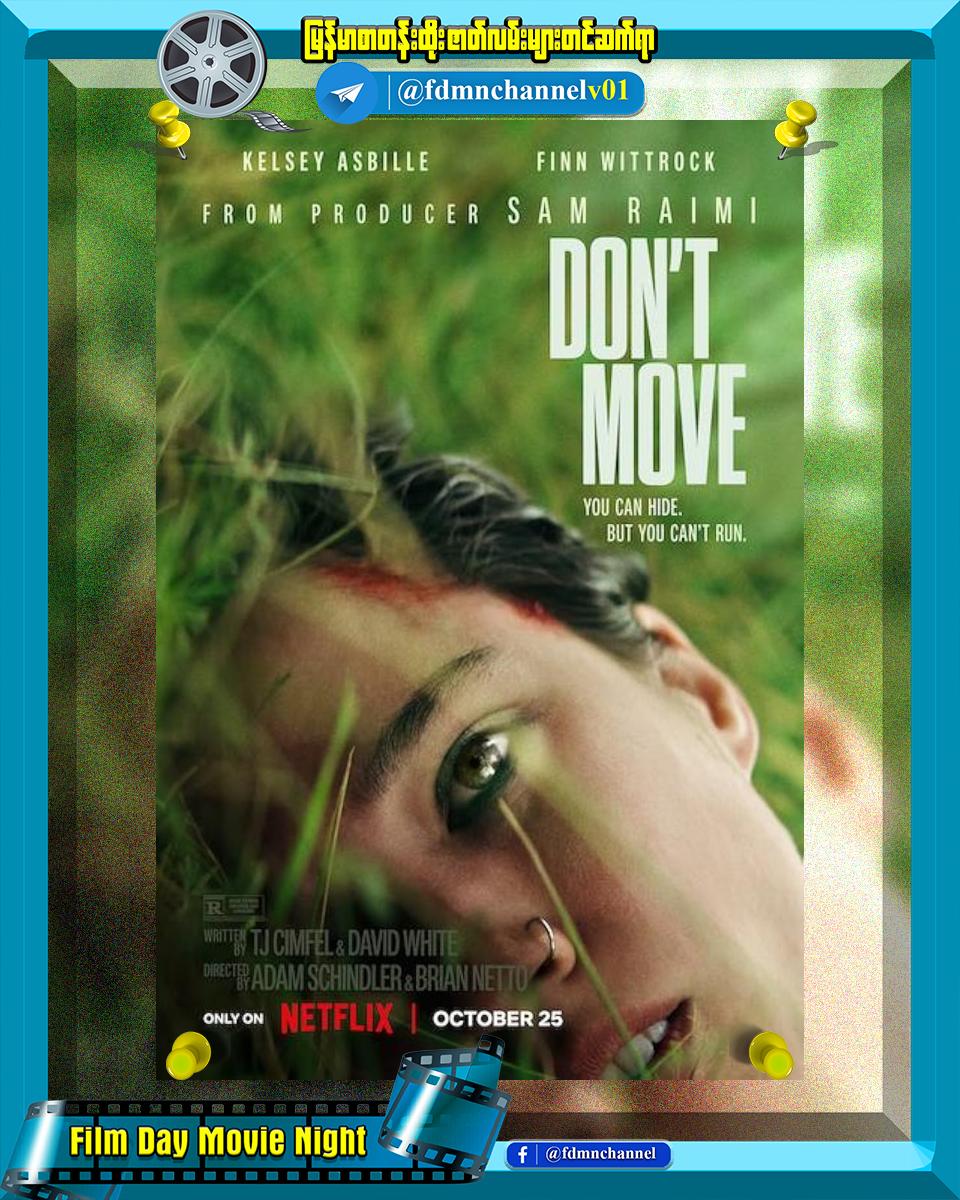 မြန်မာစာတန်းထိုးဇာတ်လမ်းများတင်ဆက်ရာ
@fdmnchannelv01
KELSEY ASBILLE FINN WITTROCK
FROM PRODUCER SAM RAIMI
DON'T
MOVE
YOU CAN HIDE.
BUT YOU CAN'T RUN.
R
WRITTEN BY TJ CIMFEL & DAVID WHITE
DIRECTED BY ADAM SCHINDLER & BRIAN NETTO
ONLY ON NETFLIX | OCTOBER 25
Film Day Movie Night
@fdmnchannel